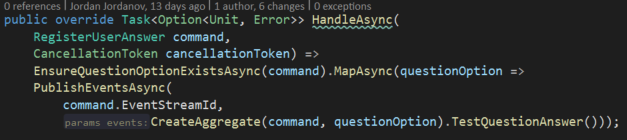 0 references | Jordan Jordanov, 13 days ago | 1 author, 6 changes | 0 exceptions
public override Task<Option<Unit, Error>> HandleAsync(
RegisterUserAnswer command,
CancellationToken cancellationToken) =>
EnsureQuestionOptionExistsAsync(command).MapAsync(questionOption =>
PublishEventsAsync(
command.EventStreamId,
params events:CreateAggregate(command, questionOption).TestQuestionAnswer()));